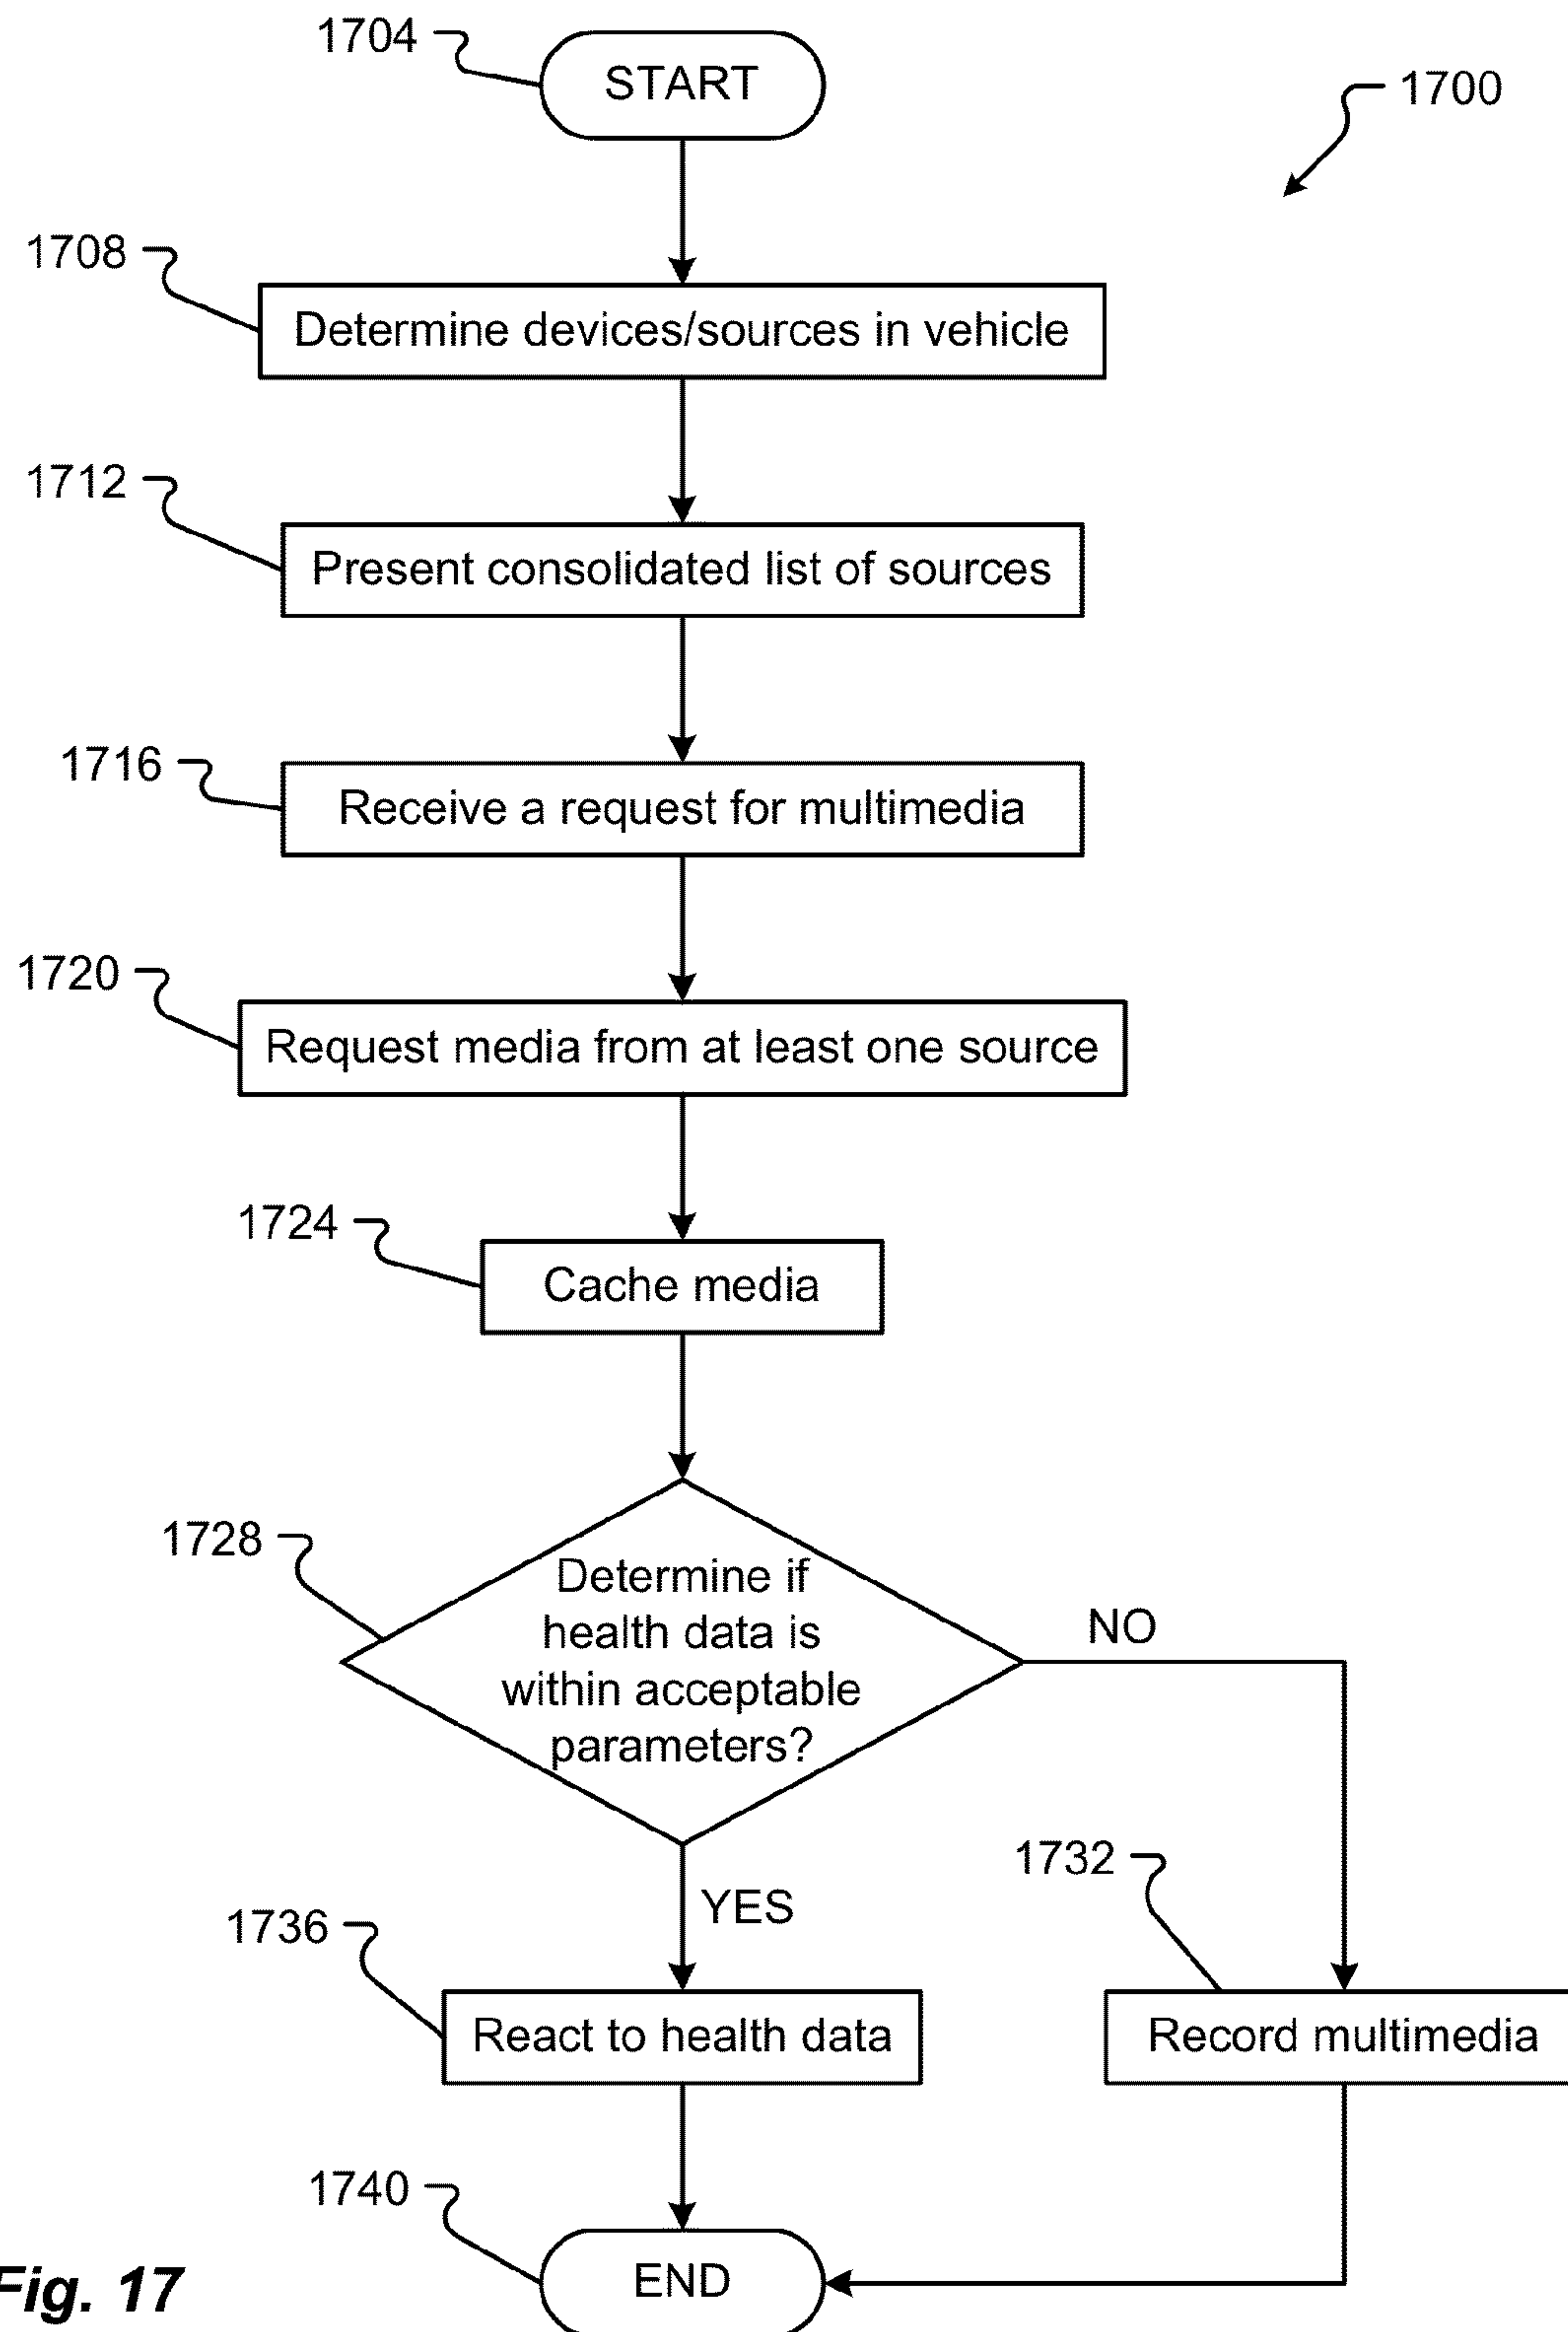 1704
START
1700
1708
Determine devices/sources in vehicle
1712
Present consolidated list of sources
1716
Receive a request for multimedia
1720
Request media from at least one source
1724
Cache media
1728
Determine if
health data is
within acceptable
parameters?
NO
YES
1732
1736
React to health data
Record multimedia
1740
END
Fig. 17